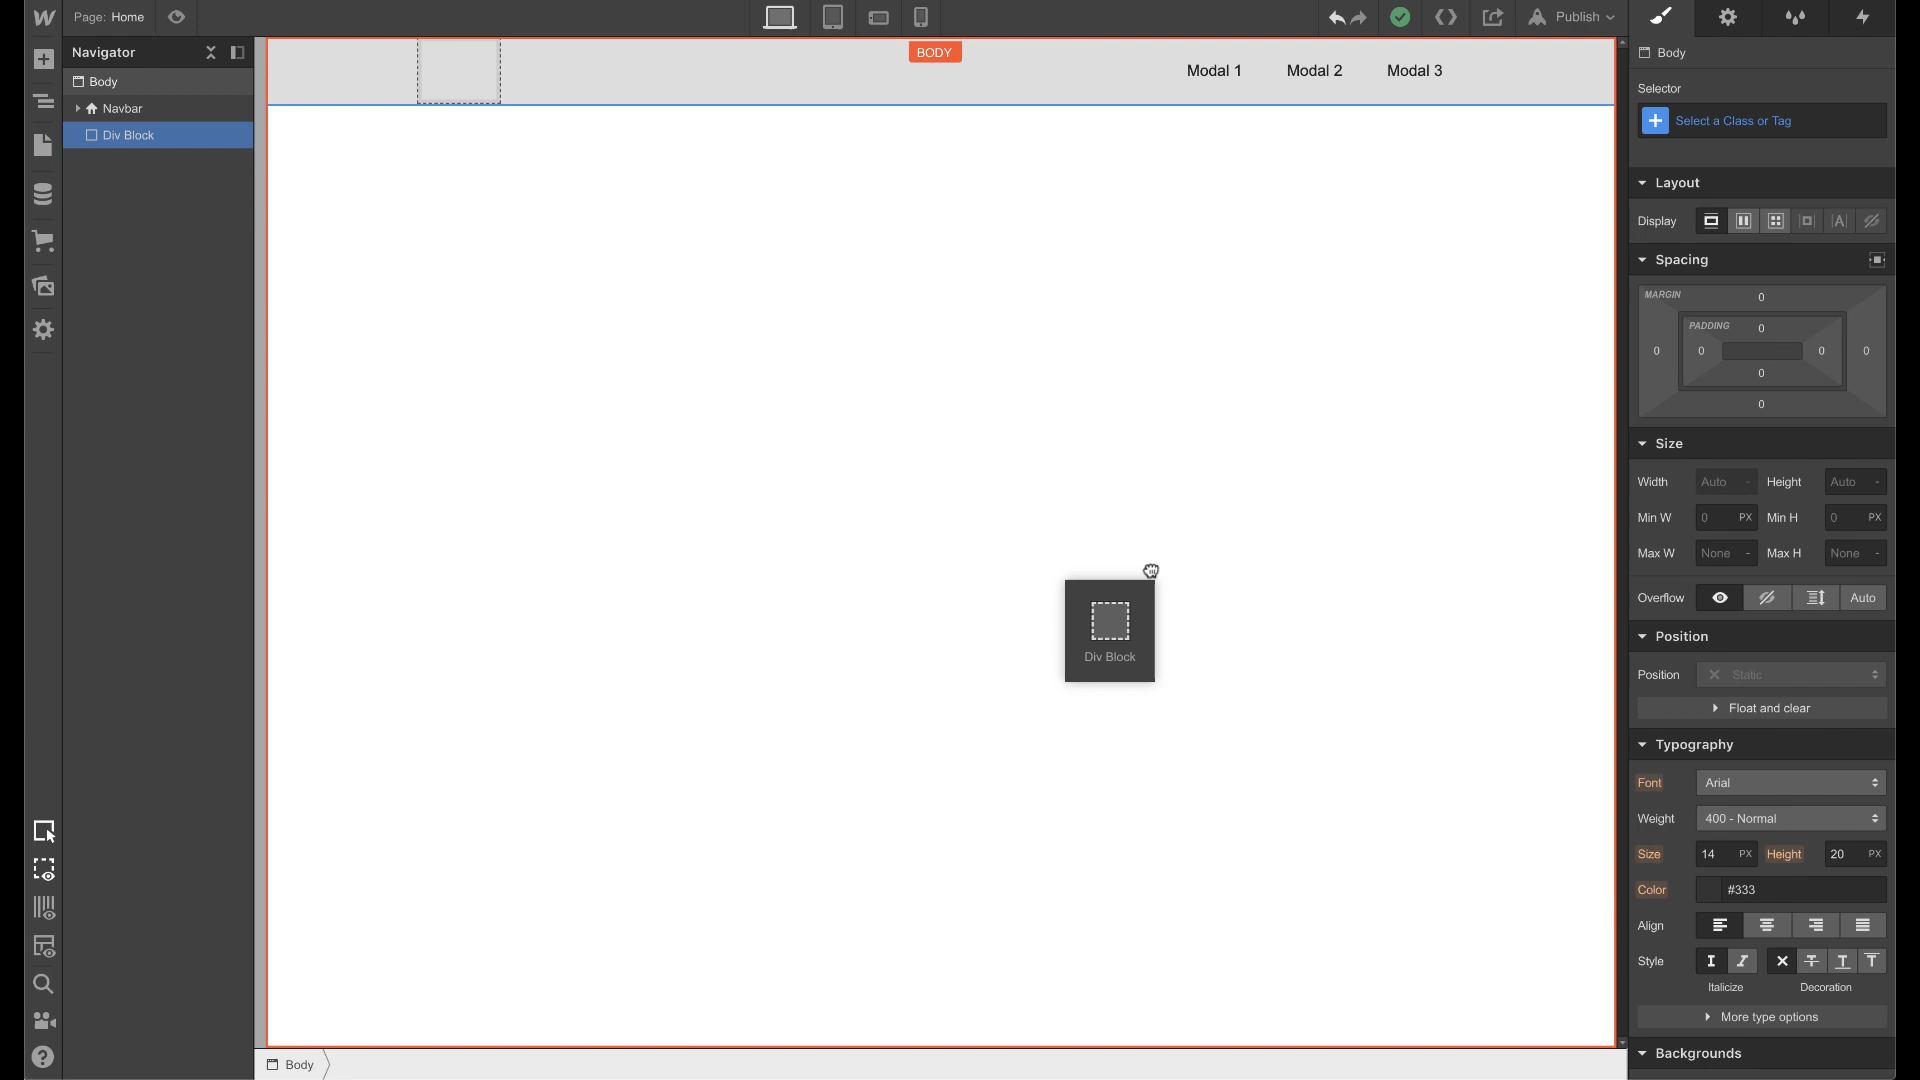 Page: Home
Publish
Navigator
Body
Navbar
Div Block
BODY
Modal 1 Modal 2 Modal 3
Div Block
Body
Body
Selector
Select a Class or Tag
Layout
Display
Spacing
MARGIN 0
PADDING 0
0 0 0 0
0
0
Size
Width Auto - Height Auto -
Min W 0 PX Min H 0 PX
Max W None - Max H None -
Overflow Auto
Position
Position Static
Float and clear
Typography
Font Arial
Weight 400 - Normal
Size 14 PX Height 20 PX
Color #333
Align
Style
Italicize Decoration
More type options
Backgrounds